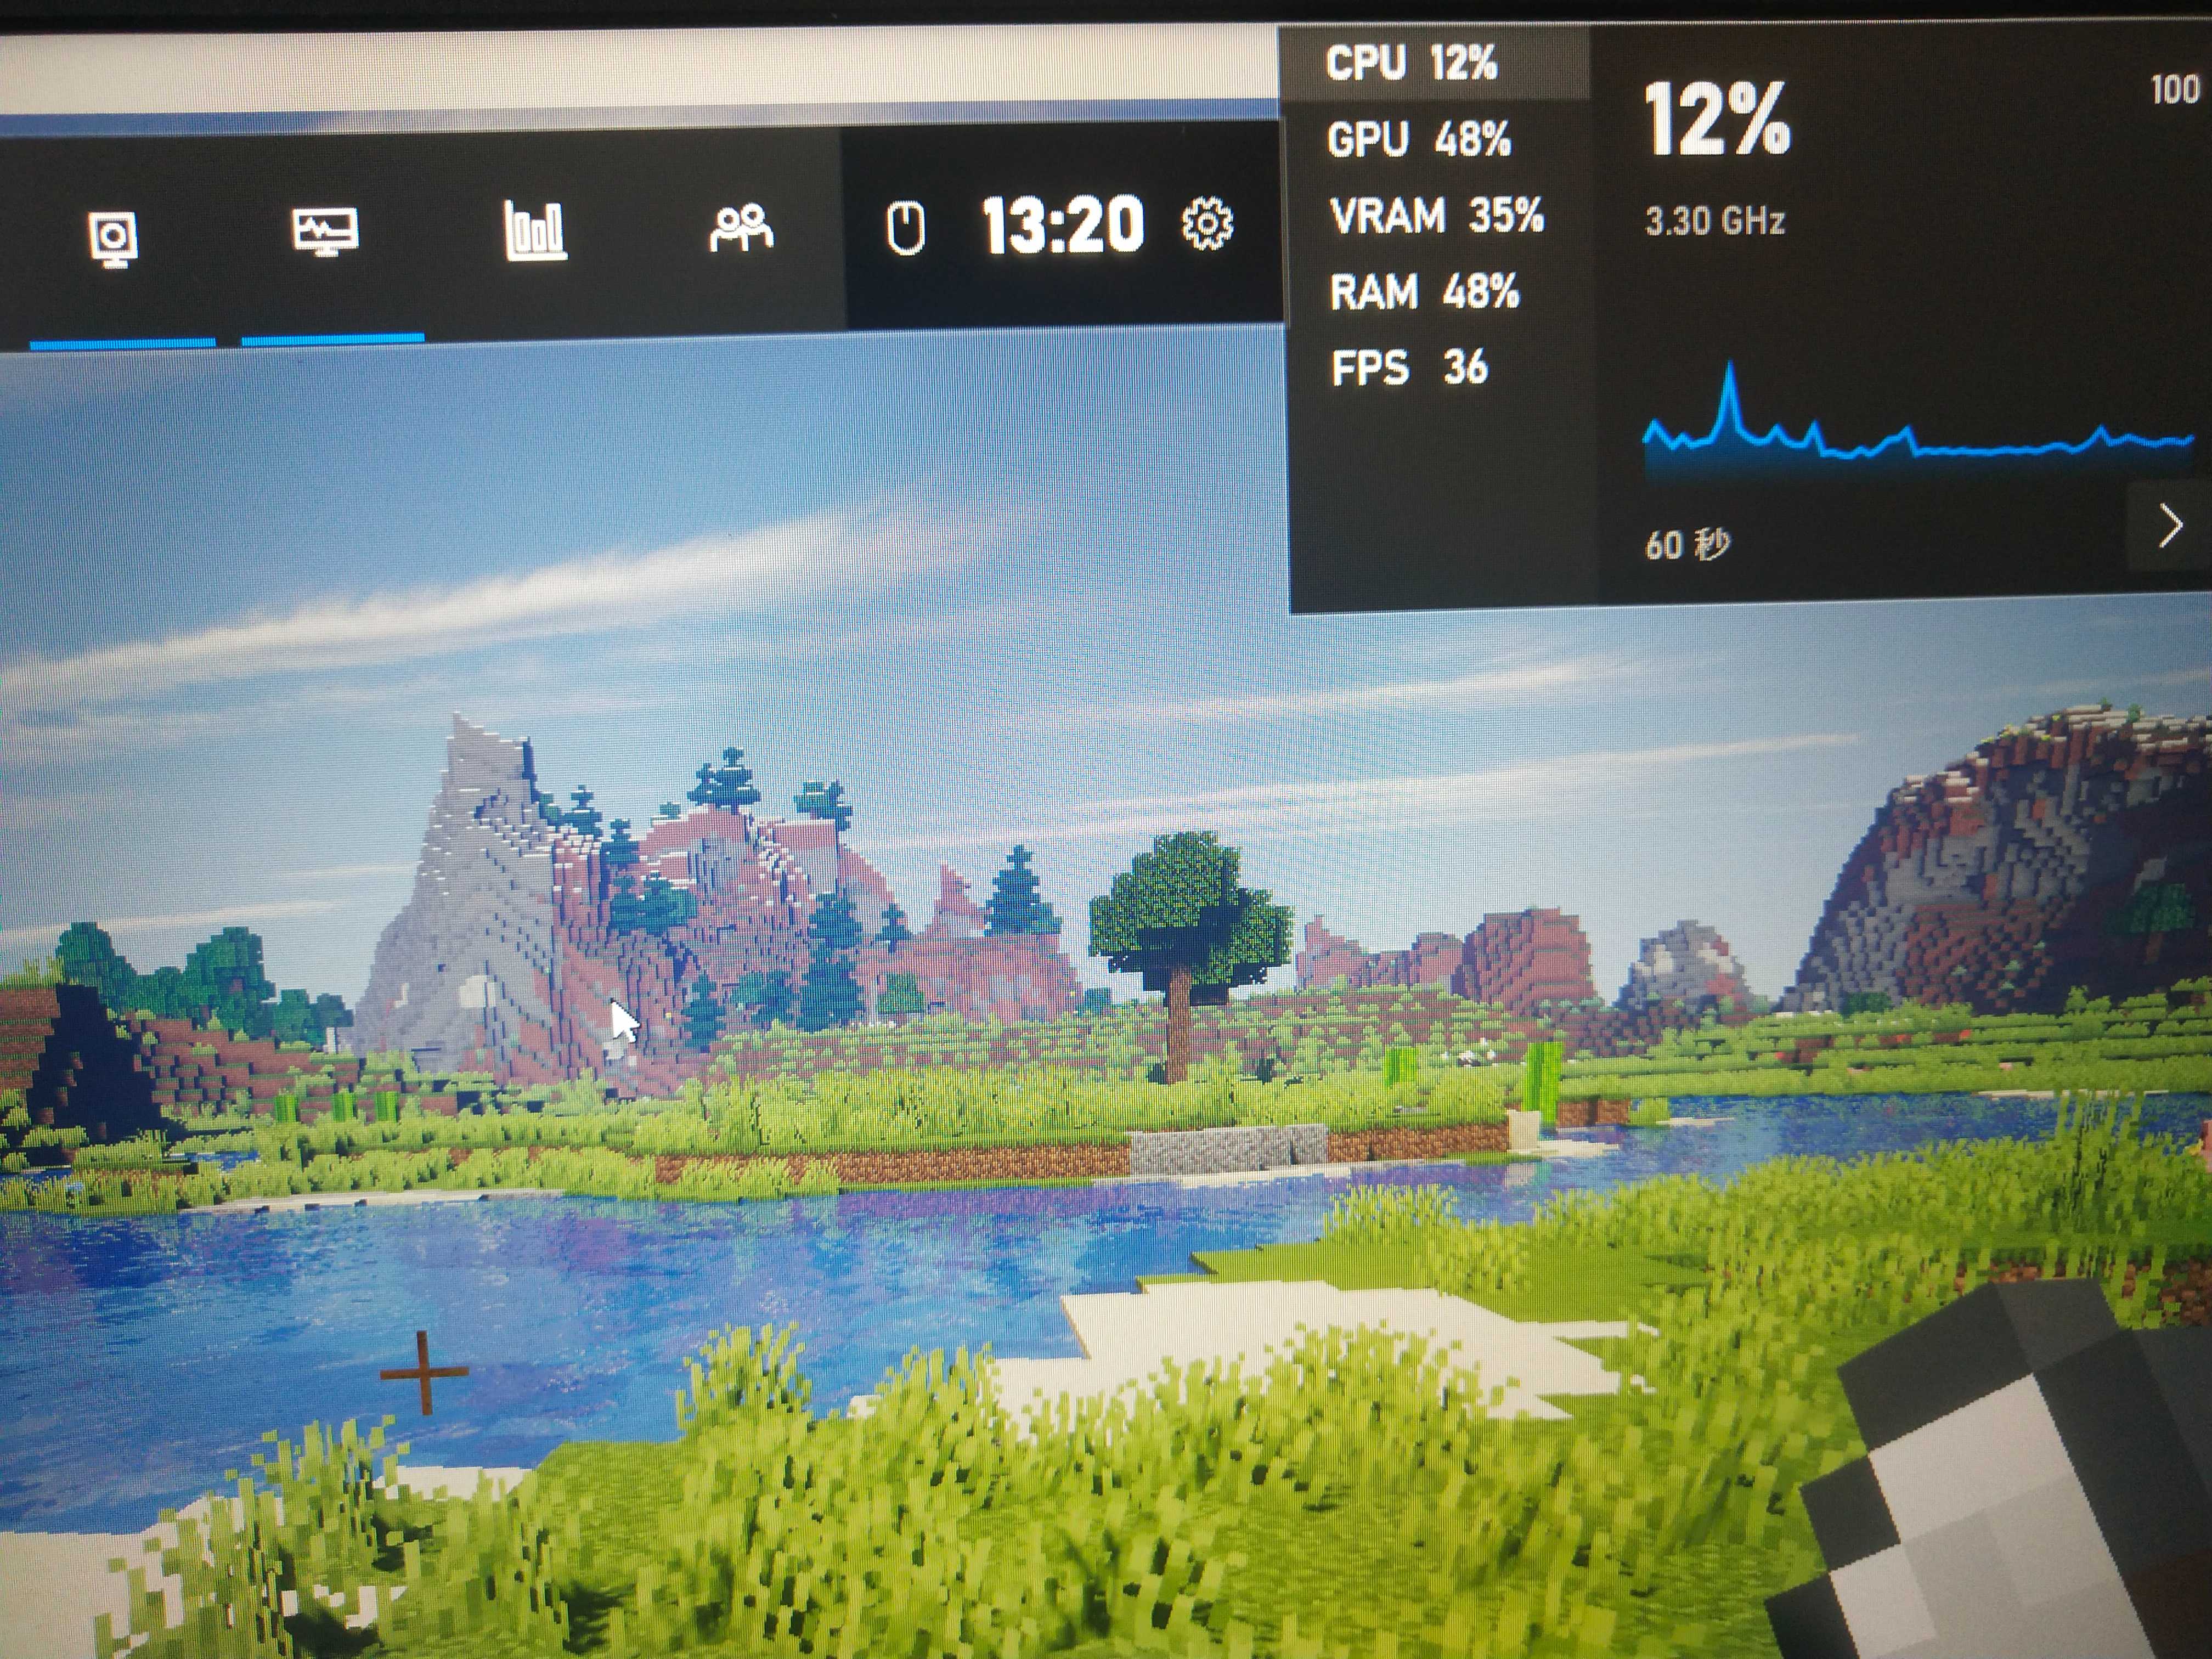 13:20
CPU 12%
GPU 48%
VRAM 35%
RAM 48%
FPS 36
12%
100
3.30 GHz
60 秒